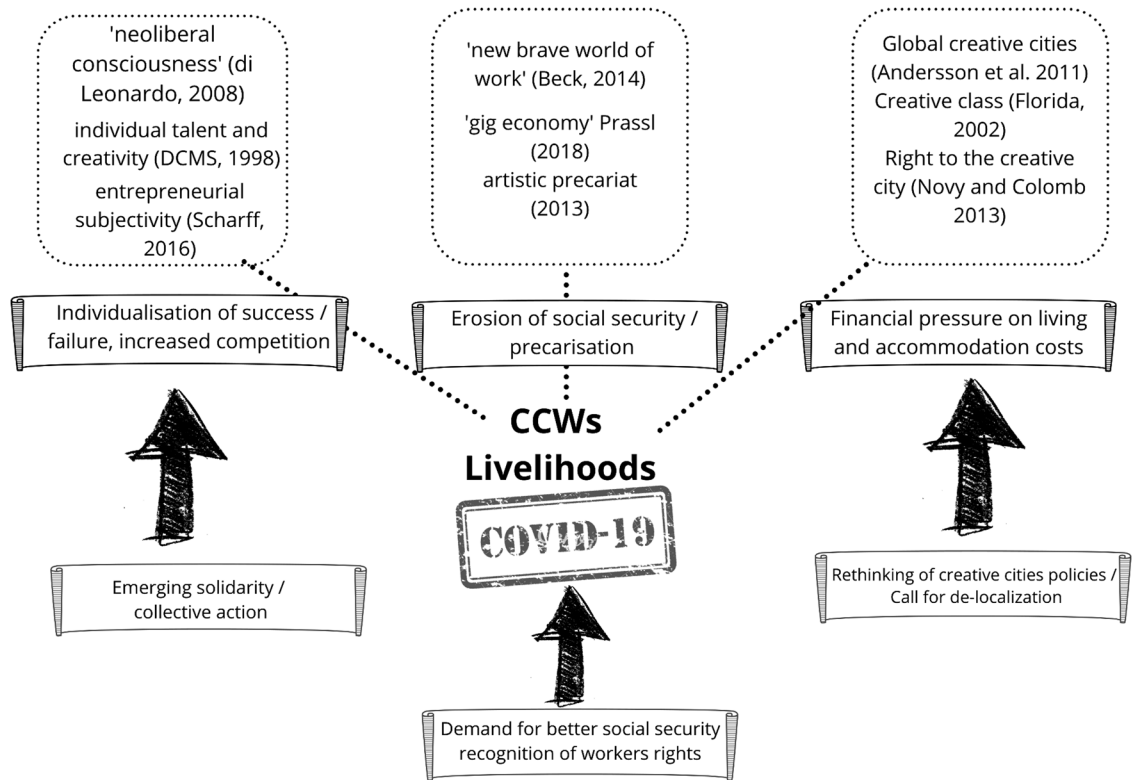 'neoliberal
consciousness' (di
Leonardo, 2008)
individual talent and
creativity (DCMS, 1998)
entrepreneurial
subjectivity (Scharff,
2016)
'new brave world of
work' (Beck, 2014)
'gig economy' Prassl
(2018)
artistic precariat
(2013)
Global creative cities
(Andersson et al. 2011)
Creative class (Florida,
2002)
Right to the creative
city (Novy and Colomb
2013)
Individualisation of success /
failure, increased competition
Erosion of social security /
precarisation
Financial pressure on living
and accommodation costs
CCWs
Livelihoods
COVID-19
Emerging solidarity /
collective action
Rethinking of creative cities policies /
Call for de-localization
Demand for better social security
recognition of workers rights